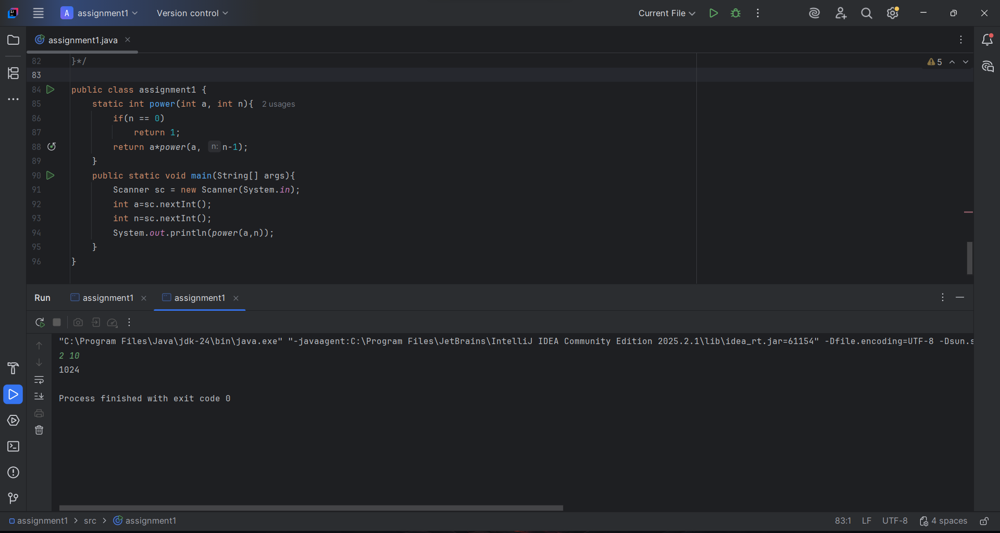 A assignment1 Version control Current File
assignment1.java
82 }*/
5
83
84 public class assignment1 {
85 static int power(int a, int n){ 2 usages
86 if(n == 0)
87 return 1;
88 return a*power(a, n: n-1);
89 }
90 public static void main(String[] args){
91 Scanner sc = new Scanner(System.in);
92 int a=sc.nextInt();
93 int n=sc.nextInt();
94 System.out.println(power(a,n));
95 }
96 }
Run assignment1 assignment1
"C:\Program Files\Java\jdk-24\bin\java.exe" "-javaagent:C:\Program Files\JetBrains\IntelliJ IDEA Community Edition 2025.2.1\lib\idea_rt.jar=61154" -Dfile.encoding=UTF-8 -Dsun.s
2 10
1024
Process finished with exit code 0
assignment1 > src > assignment1 83:1 LF UTF-8 4 spaces